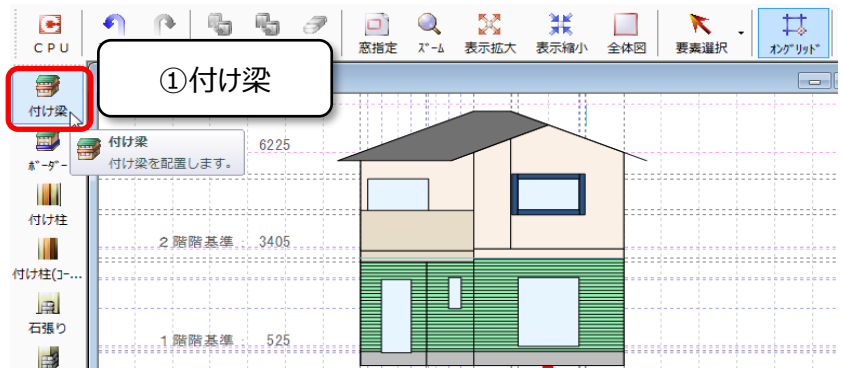 CPU
窓指定
ズーム
表示拡大
表示縮小
全体図
要素選択
オングリッド
①付け梁
付け梁
付け梁
付け梁を配置します。
ボーダー
付け柱
付け柱(コー...
石張り
6225
2階階基準： 3405
1階階基準： 525